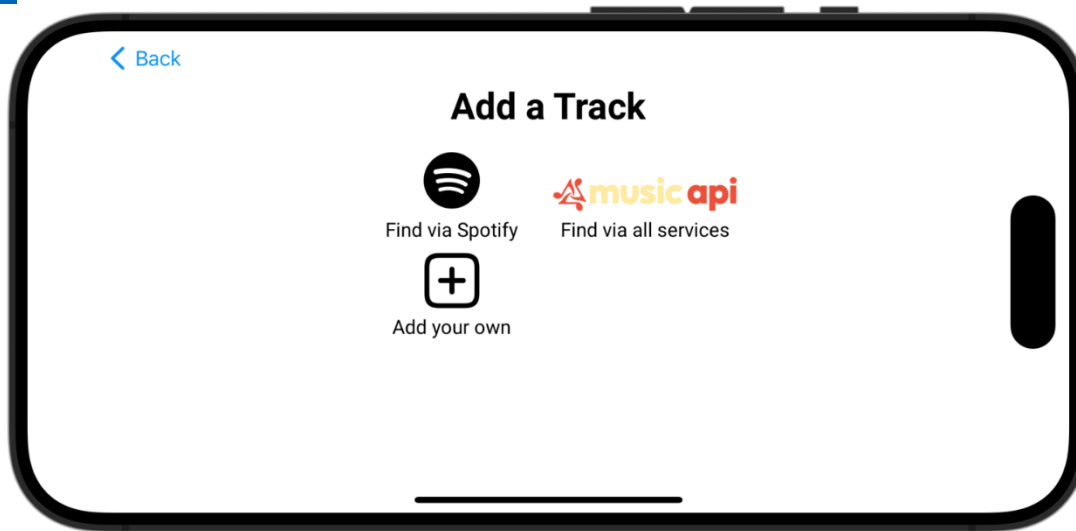 Back
Add a Track
music api
Find via Spotify
Find via all services
Add your own